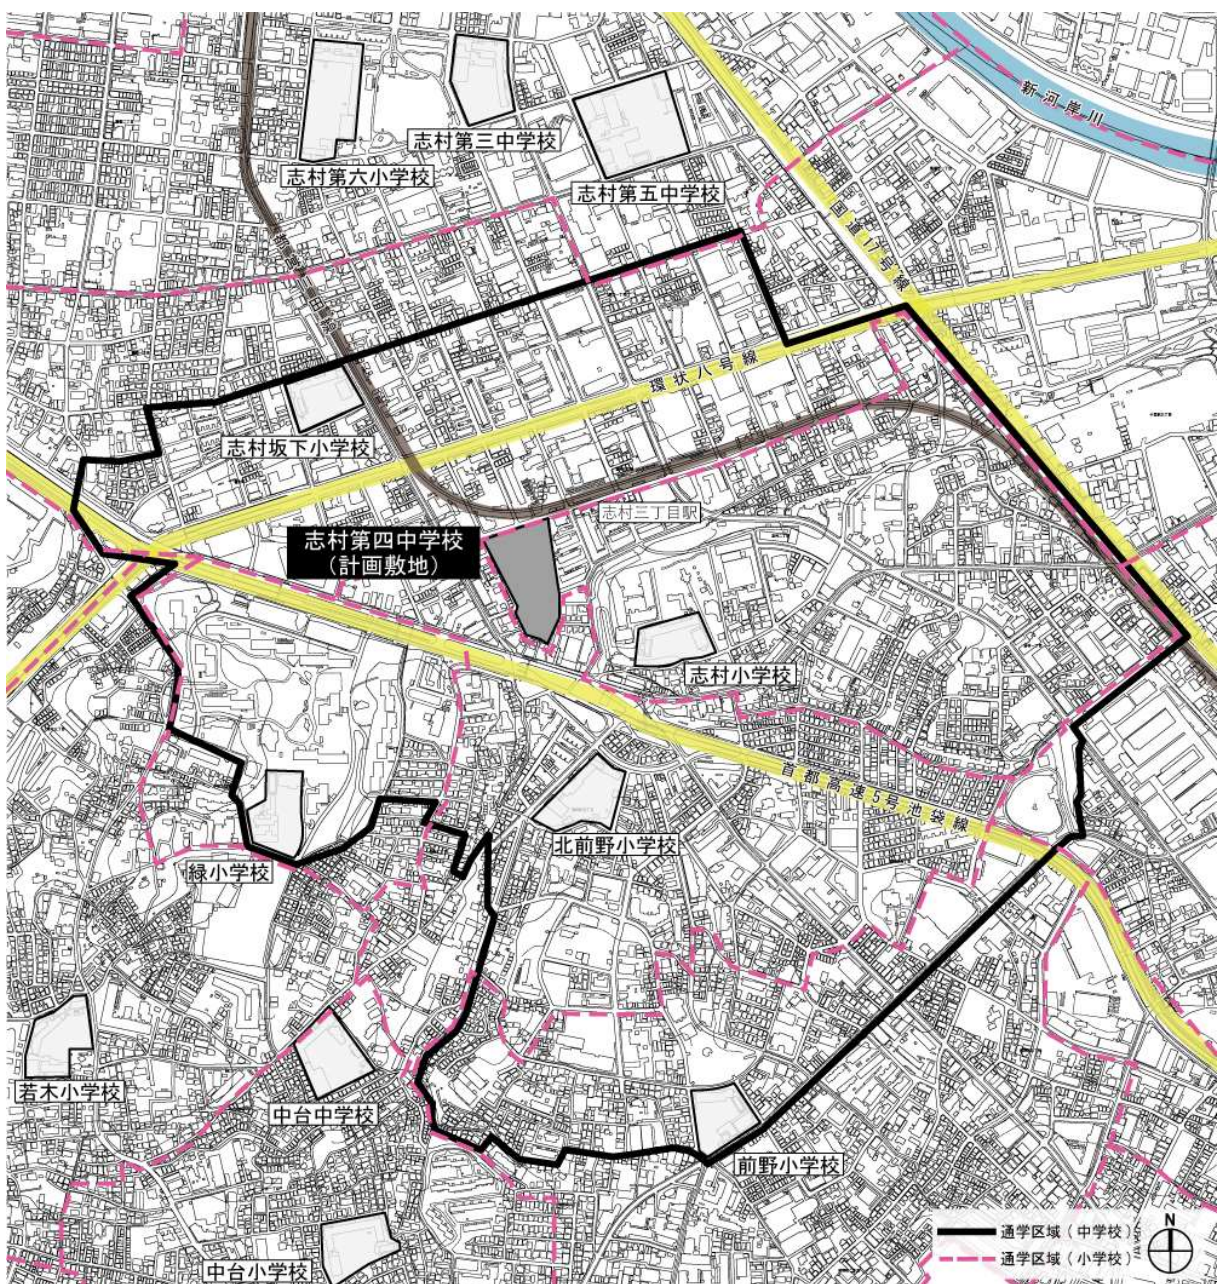 新河岸川
志村第三中学校
志村第六小学校
志村第五中学校
国道17号線
環状八号線
志村坂下小学校
志村三丁目駅
志村第四中学校
(計画敷地)
志村小学校
首都高速5号池袋線
北前野小学校
緑小学校
若木小学校
中台中学校
前野小学校
中台小学校
通学区域(中学校)
通学区域(小学校)
N